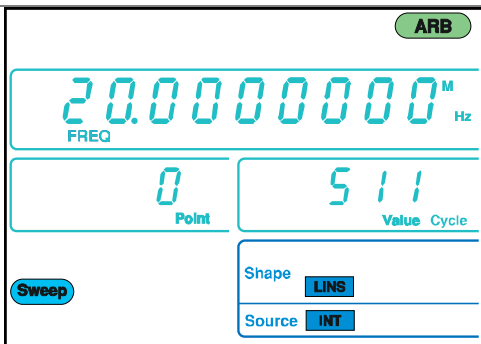 ARB
20.0000000 M
Hz
FREQ
0 511
Point Value Cycle
Shape LINS
Sweep
Source INT